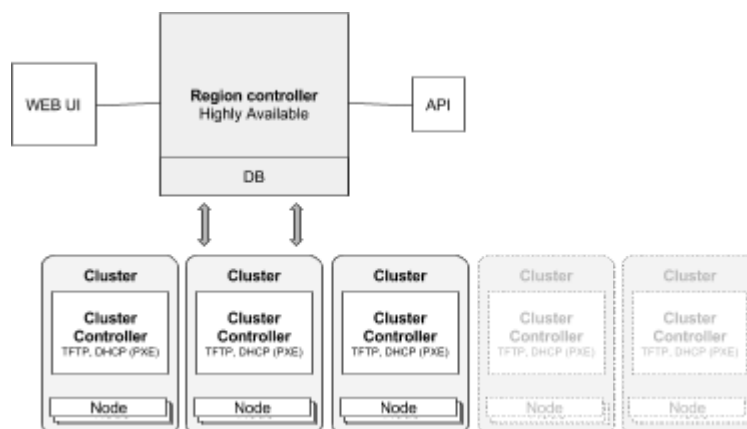 WEB UI
Region controller
Highly Available
API
DB
Cluster
Cluster
Controller
TFTP, DHCP (PXE)
Node
Cluster
Cluster
Controller
TFTP, DHCP (PXE)
Node
Cluster
Cluster
Controller
TFTP, DHCP (PXE)
Node
Cluster
Cluster
Controller
TFTP, DHCP (PXE)
Node
Cluster
Cluster
Controller
TFTP, DHCP (PXE)
Node